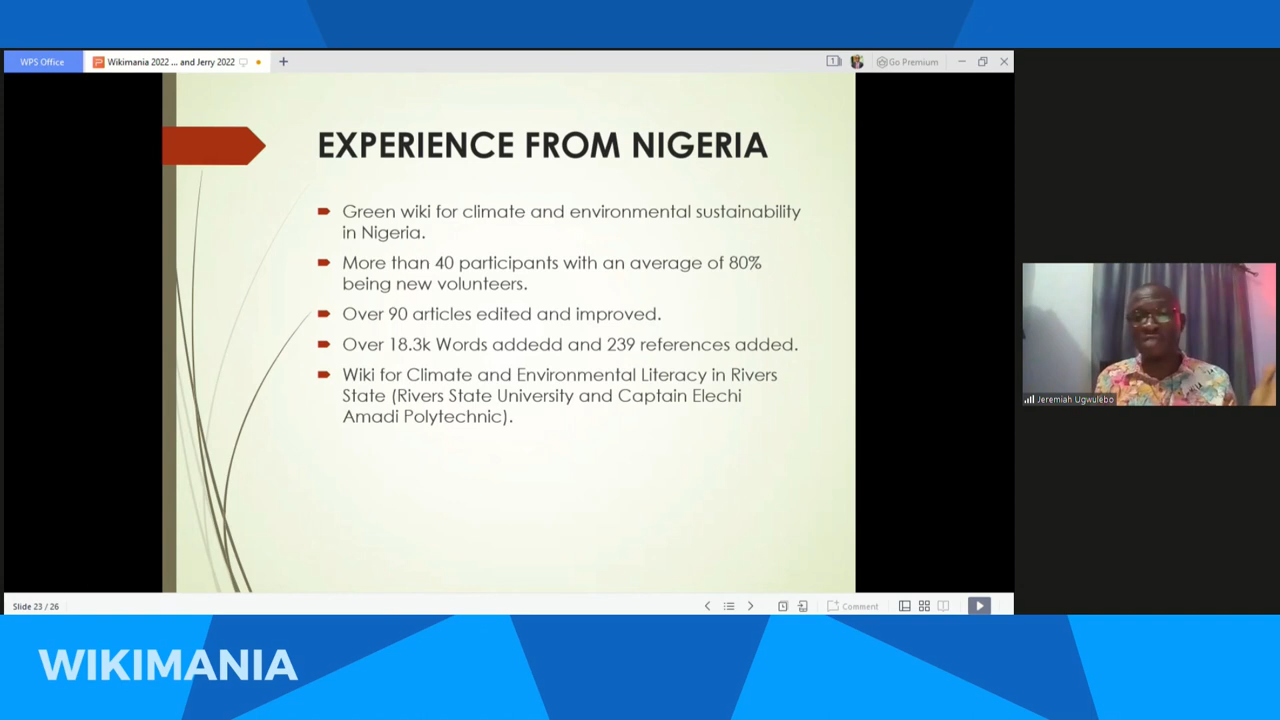 WPS Office
Wikimania 2022 ... and Jerry 2022
Go Premium
EXPERIENCE FROM NIGERIA
Green wiki for climate and environmental sustainability
in Nigeria.
More than 40 participants with an average of 80%
being new volunteers.
Over 90 articles edited and improved.
Over 18.3k Words addedd and 239 references added.
Wiki for Climate and Environmental Literacy in Rivers
State (Rivers State University and Captain Elechi
Amadi Polytechnic).
Jeremiah Ugwulebo
Slide 23 / 26
Comment
WIKIMANIA